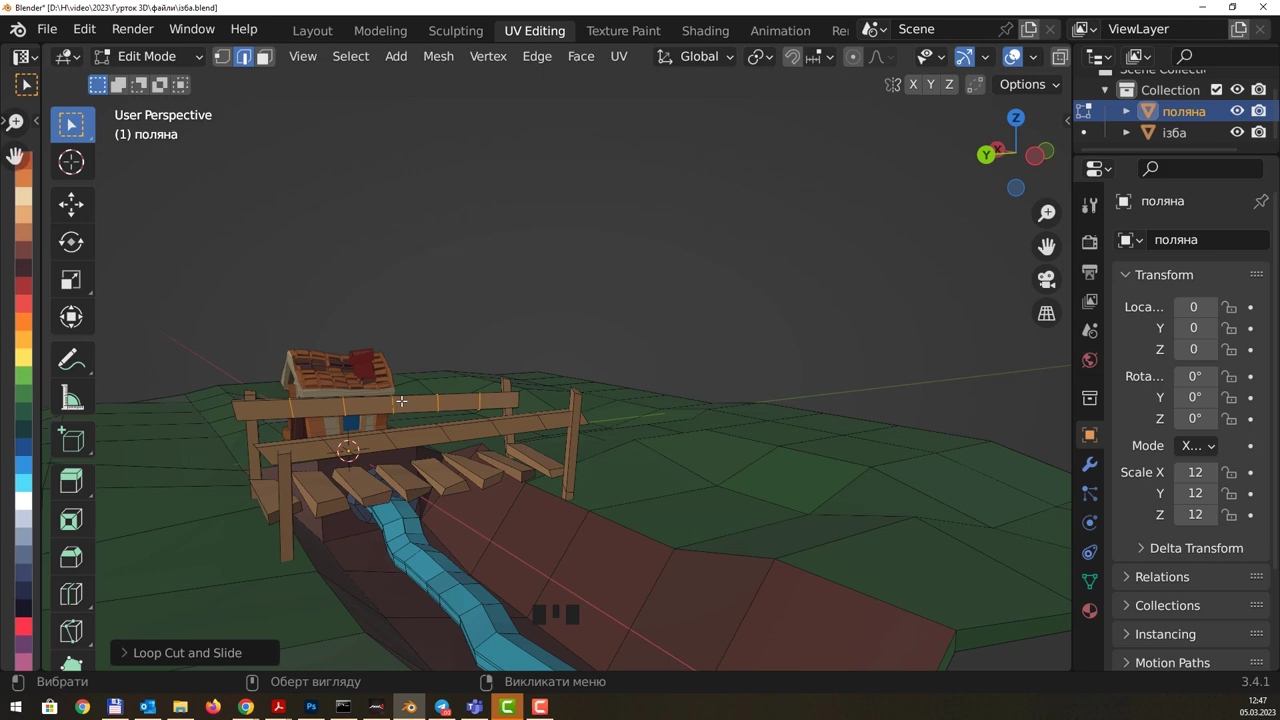 Blender* [D:\H\video\2023\Гурток 3D\файли\ізба.blend]
File Edit Render Window Help Layout Modeling Sculpting UV Editing Texture Paint Shading Animation Re Scene ViewLayer
Edit Mode View Select Add Mesh Vertex Edge Face UV Global
X Y Z Options
User Perspective
(1) поляна
Z
Y
X
Scene Collecti
Collection
поляна
ізба
поляна
поляна
Transform
Loca... 0
Y 0
Z 0
Rota... 0°
Y 0°
Z 0°
Mode X...
Scale X 12
Y 12
Z 12
Delta Transform
Relations
Collections
Instancing
Motion Paths
Loop Cut and Slide
Вибрати Оберт вигляду Викликати меню 3.4.1
12:47
05.03.2023